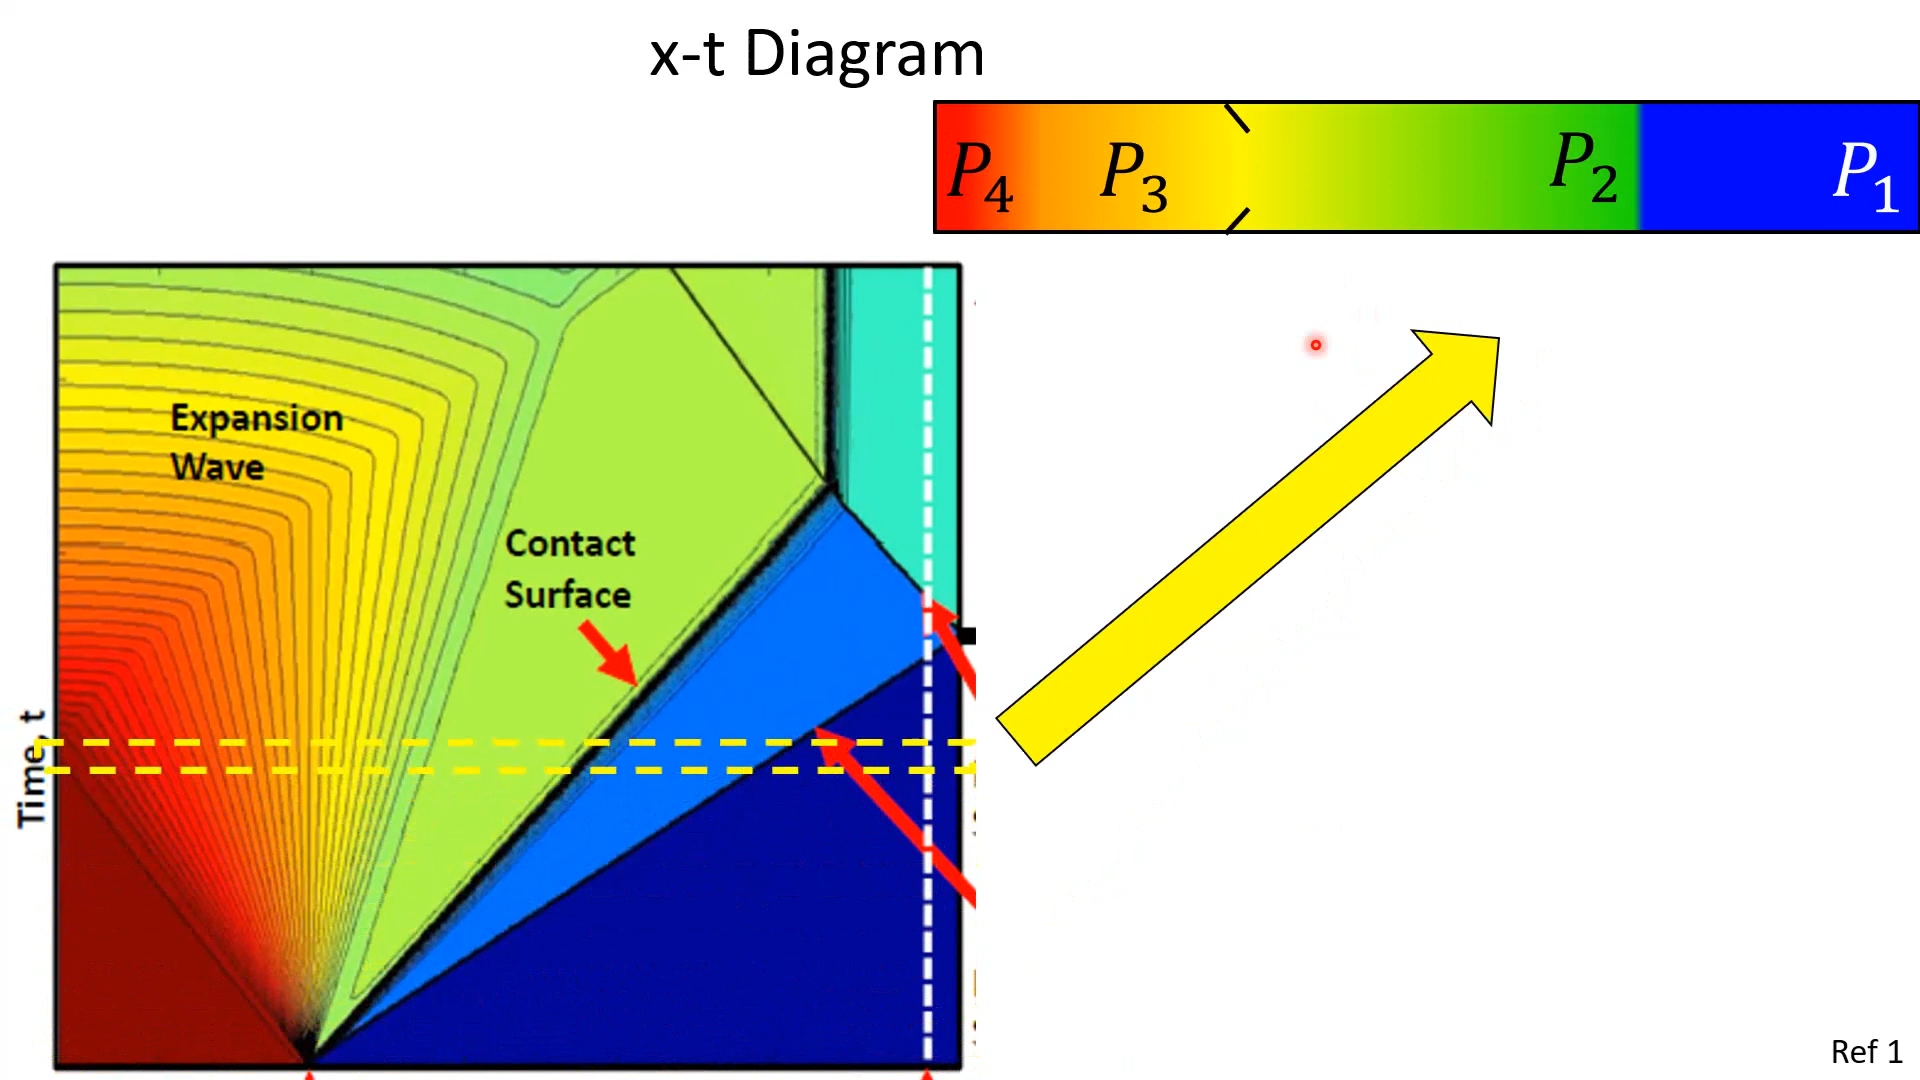 x-t Diagram
P4 P3 P2 P1
Expansion
Wave
Contact
Surface
Time, t
Ref 1